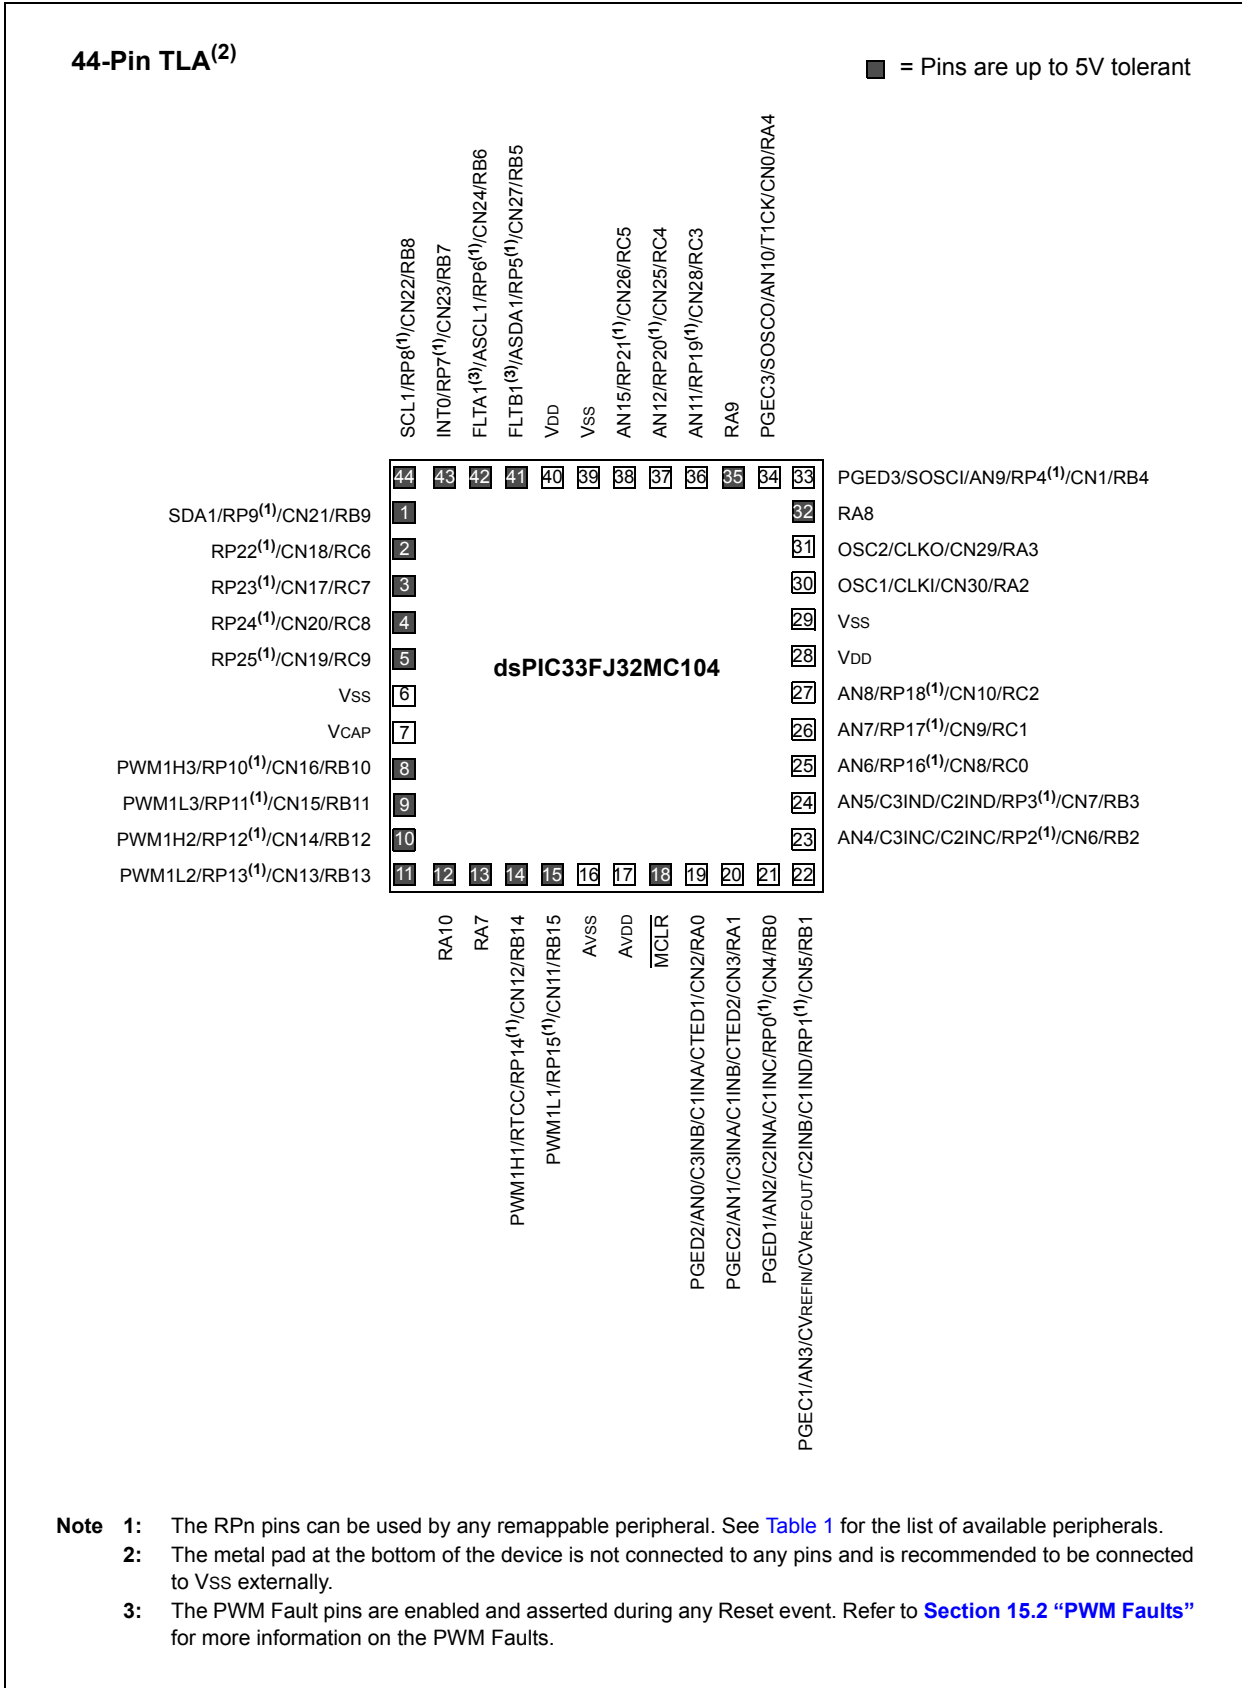 44-Pin TLA(2)
= Pins are up to 5V tolerant
SCL1/RP8(1)/CN22/RB8
INT0/RP7(1)/CN23/RB7
FLTA1(3)/ASCL1/RP6(1)/CN24/RB6
FLTB1(3)/ASDA1/RP5(1)/CN27/RB5
VDD
VSS
AN15/RP21(1)/CN26/RC5
AN12/RP20(1)/CN25/RC4
AN11/RP19(1)/CN28/RC3
RA9
PGEC3/SOSCO/AN10/T1CK/CN0/RA4
44 43 42 41 40 39 38 37 36 35 34 33 PGED3/SOSCI/AN9/RP4(1)/CN1/RB4
SDA1/RP9(1)/CN21/RB9 1 32 RA8
RP22(1)/CN18/RC6 2 31 OSC2/CLKO/CN29/RA3
RP23(1)/CN17/RC7 3 30 OSC1/CLKI/CN30/RA2
RP24(1)/CN20/RC8 4 29 VSS
RP25(1)/CN19/RC9 5 dsPIC33FJ32MC104 28 VDD
VSS 6 27 AN8/RP18(1)/CN10/RC2
VCAP 7 26 AN7/RP17(1)/CN9/RC1
PWM1H3/RP10(1)/CN16/RB10 8 25 AN6/RP16(1)/CN8/RC0
PWM1L3/RP11(1)/CN15/RB11 9 24 AN5/C3IND/C2IND/RP3(1)/CN7/RB3
PWM1H2/RP12(1)/CN14/RB12 10 23 AN4/C3INC/C2INC/RP2(1)/CN6/RB2
PWM1L2/RP13(1)/CN13/RB13 11 12 13 14 15 16 17 18 19 20 21 22
RA10
RA7
PWM1H1/RTCC/RP14(1)/CN12/RB14
PWM1L1/RP15(1)/CN11/RB15
AVSS
AVDD
MCLR
PGED2/AN0/C3INB/C1INA/CTED1/CN2/RA0
PGEC2/AN1/C3INA/C1INB/CTED2/CN3/RA1
PGED1/AN2/C2INA/C1INC/RP0(1)/CN4/RB0
PGEC1/AN3/CVREFIN/CVREFOUT/C2INB/C1IND/RP1(1)/CN5/RB1
Note 1: The RPn pins can be used by any remappable peripheral. See Table 1 for the list of available peripherals.
2: The metal pad at the bottom of the device is not connected to any pins and is recommended to be connected
to VSS externally.
3: The PWM Fault pins are enabled and asserted during any Reset event. Refer to Section 15.2 “PWM Faults”
for more information on the PWM Faults.